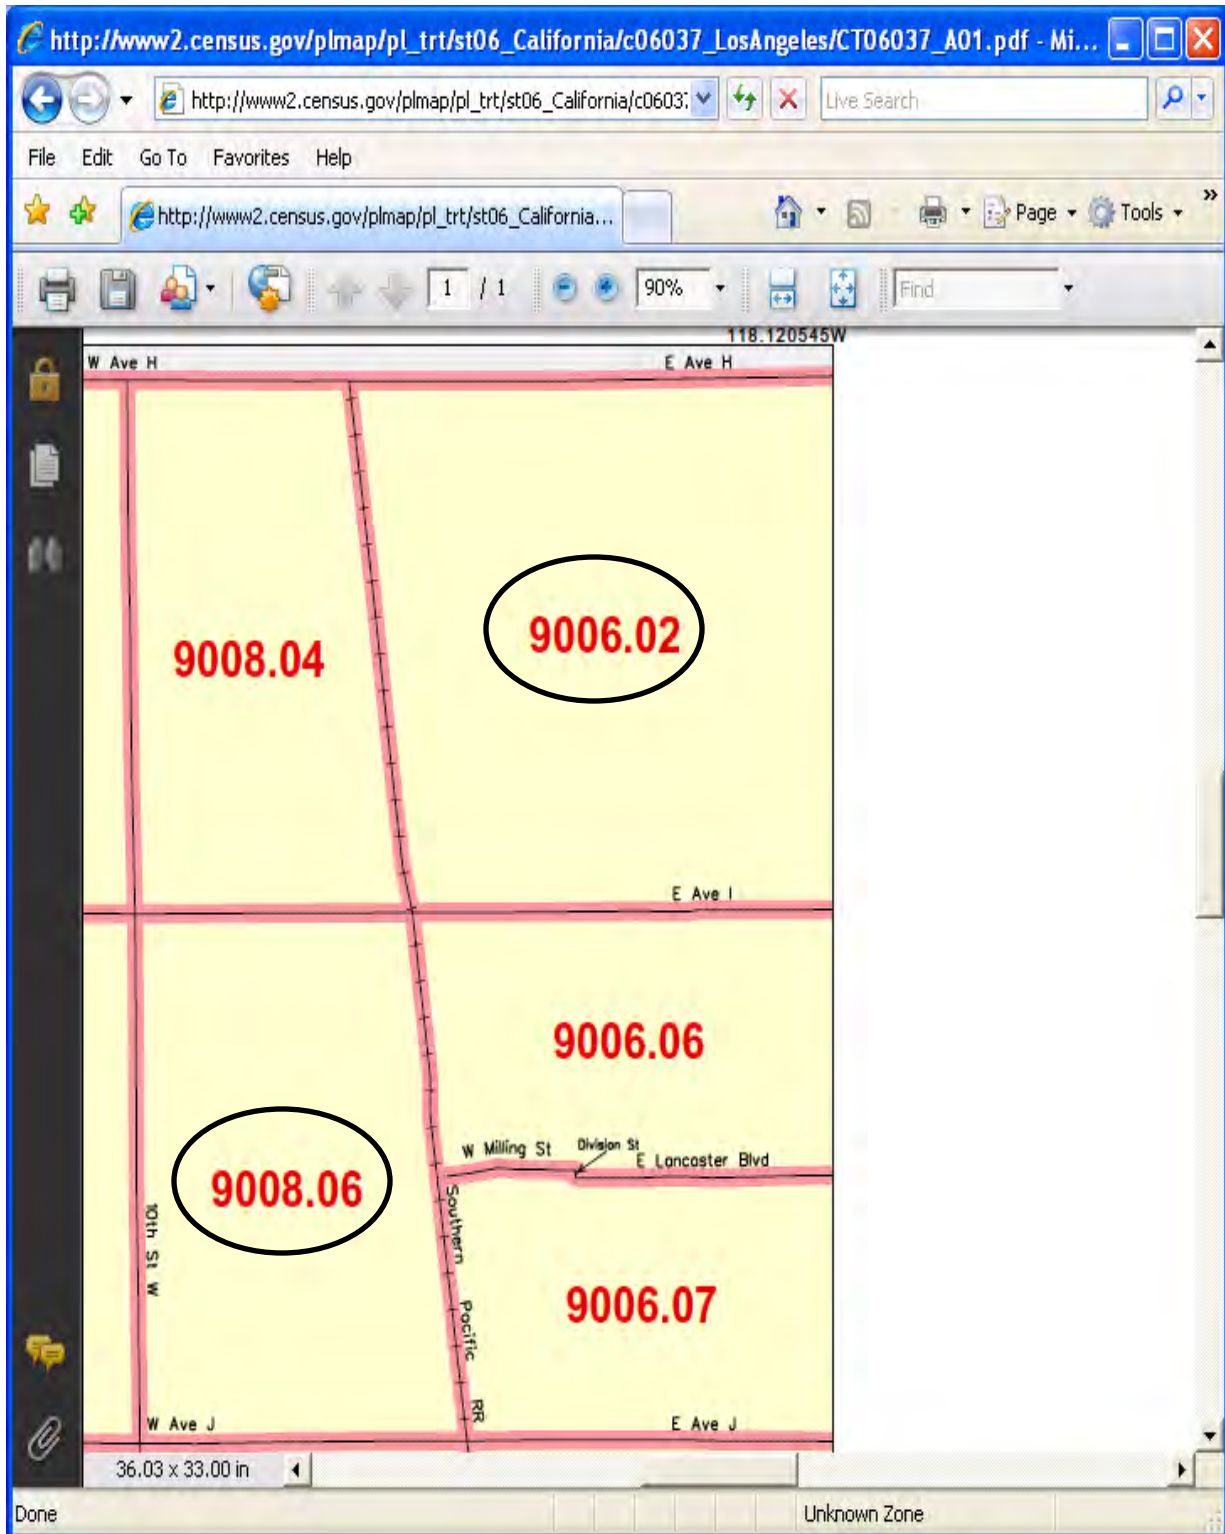 http://www2.census.gov/plmap/pl_trt/st06_California/c06037_LosAngeles/CT06037_A01.pdf - Mi...
http://www2.census.gov/plmap/pl_trt/st06_California/c0603
Live Search
File Edit Go To Favorites Help
http://www2.census.gov/plmap/pl_trt/st06_California...
Page Tools »
1 / 1 90% Find
118.120545W
W Ave H E Ave H
9006.02
9008.04
E Ave I
9006.06
W Milling St Division St E Lancaster Blvd
9008.06
10th St W
Southern Pacific RR
9006.07
W Ave J E Ave J
36.03 x 33.00 in
Done Unknown Zone